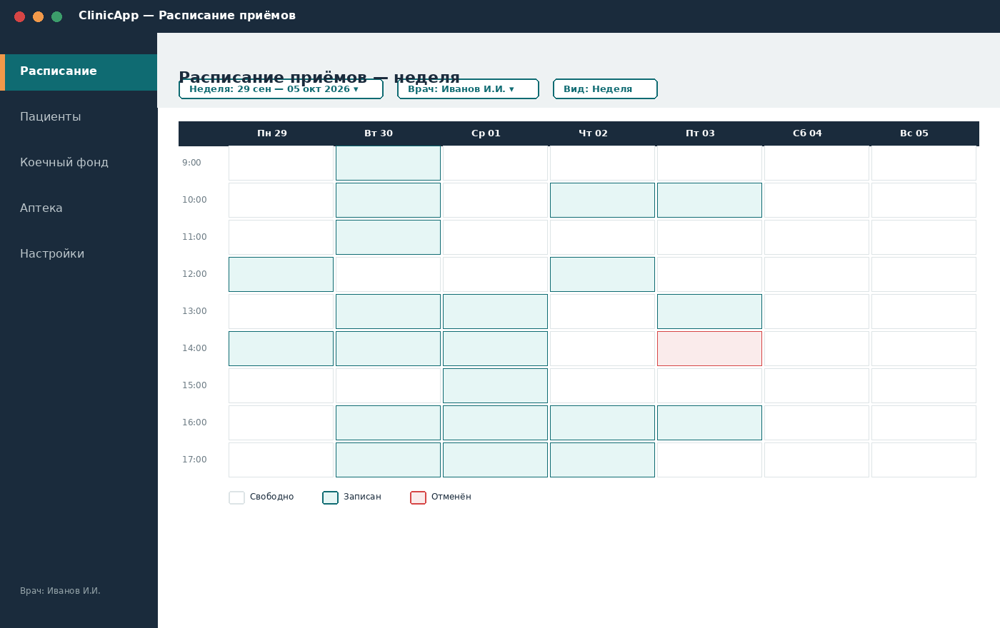 ClinicApp — Расписание приёмов
Расписание
Пациенты
Коечный фонд
Аптека
Настройки
Врач: Иванов И.И.
Расписание приёмов — неделя
Неделя: 29 сен — 05 окт 2026 ▾
Врач: Иванов И.И. ▾
Вид: Неделя
Пн 29 Вт 30 Ср 01 Чт 02 Пт 03 Сб 04 Вс 05
9:00
10:00
11:00
12:00
13:00
14:00
15:00
16:00
17:00
Свободно Записан Отменён